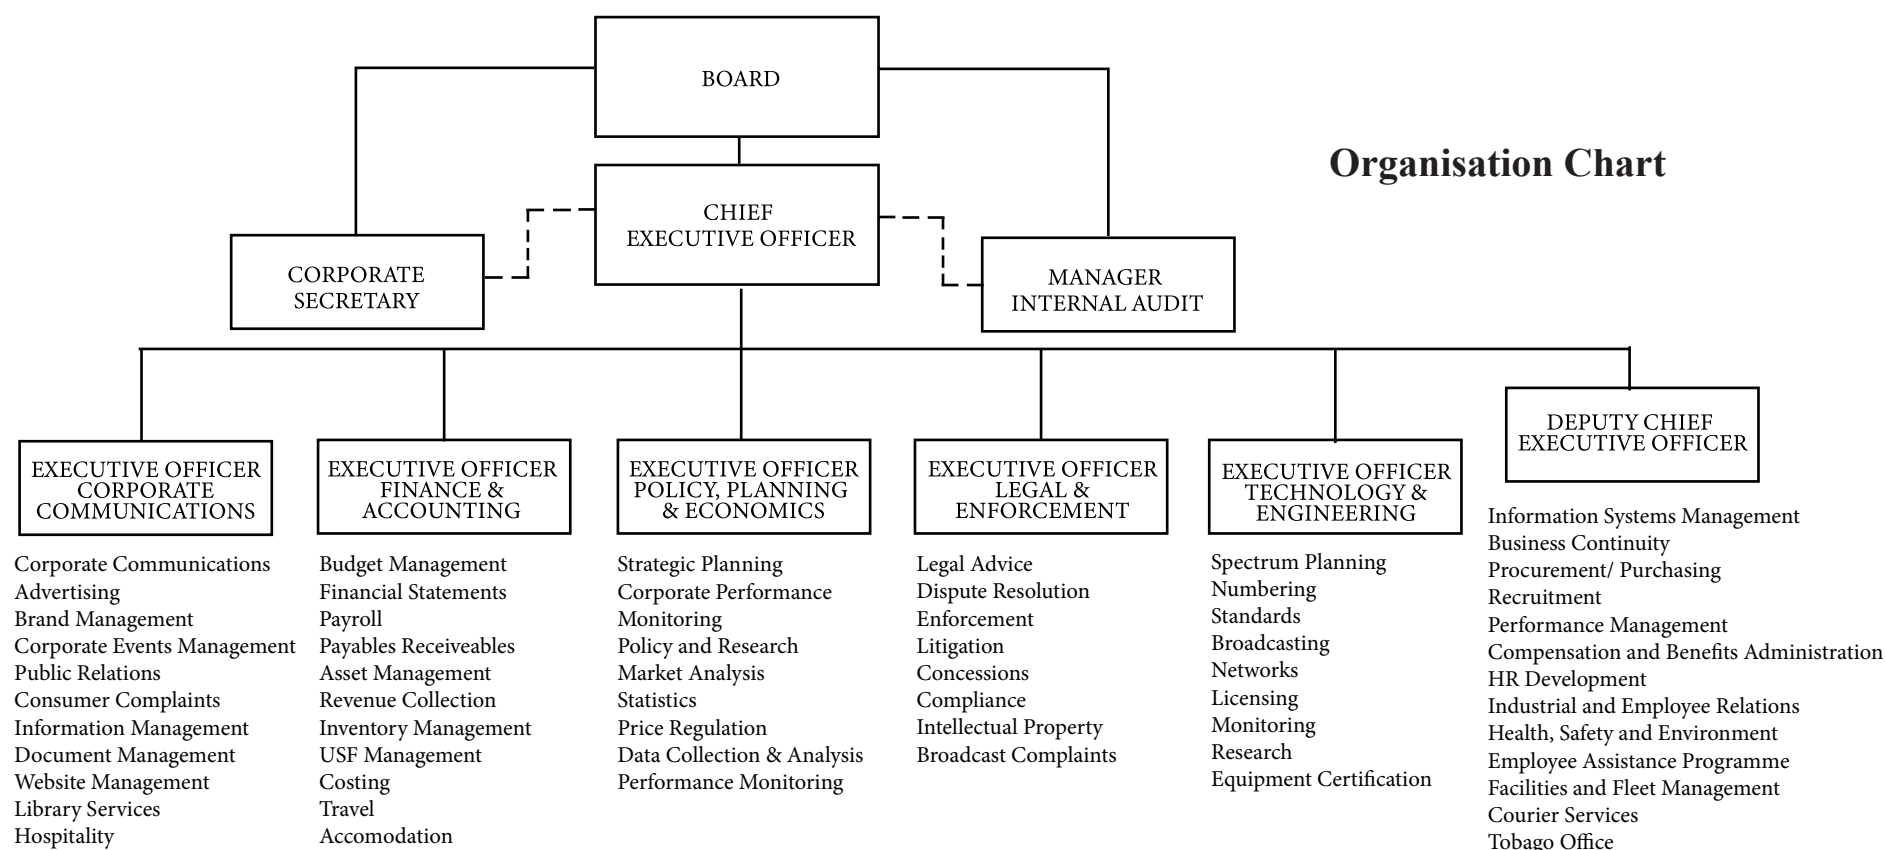 BOARD
Organisation Chart
CHIEF
EXECUTIVE OFFICER
CORPORATE
SECRETARY
MANAGER
INTERNAL AUDIT
EXECUTIVE OFFICER
CORPORATE
COMMUNICATIONS
Corporate Communications
Advertising
Brand Management
Corporate Events Management
Public Relations
Consumer Complaints
Information Management
Document Management
Website Management
Library Services
Hospitality
EXECUTIVE OFFICER
FINANCE &
ACCOUNTING
Budget Management
Financial Statements
Payroll
Payables Receiveables
Asset Management
Revenue Collection
Inventory Management
USF Management
Costing
Travel
Accomodation
EXECUTIVE OFFICER
POLICY, PLANNING
& ECONOMICS
Strategic Planning
Corporate Performance
Monitoring
Policy and Research
Market Analysis
Statistics
Price Regulation
Data Collection & Analysis
Performance Monitoring
EXECUTIVE OFFICER
LEGAL &
ENFORCEMENT
Legal Advice
Dispute Resolution
Enforcement
Litigation
Concessions
Compliance
Intellectual Property
Broadcast Complaints
EXECUTIVE OFFICER
TECHNOLOGY &
ENGINEERING
Spectrum Planning
Numbering
Standards
Broadcasting
Networks
Licensing
Monitoring
Research
Equipment Certification
DEPUTY CHIEF
EXECUTIVE OFFICER
Information Systems Management
Business Continuity
Procurement/ Purchasing
Recruitment
Performance Management
Compensation and Benefits Administration
HR Development
Industrial and Employee Relations
Health, Safety and Environment
Employee Assistance Programme
Facilities and Fleet Management
Courier Services
Tobago Office